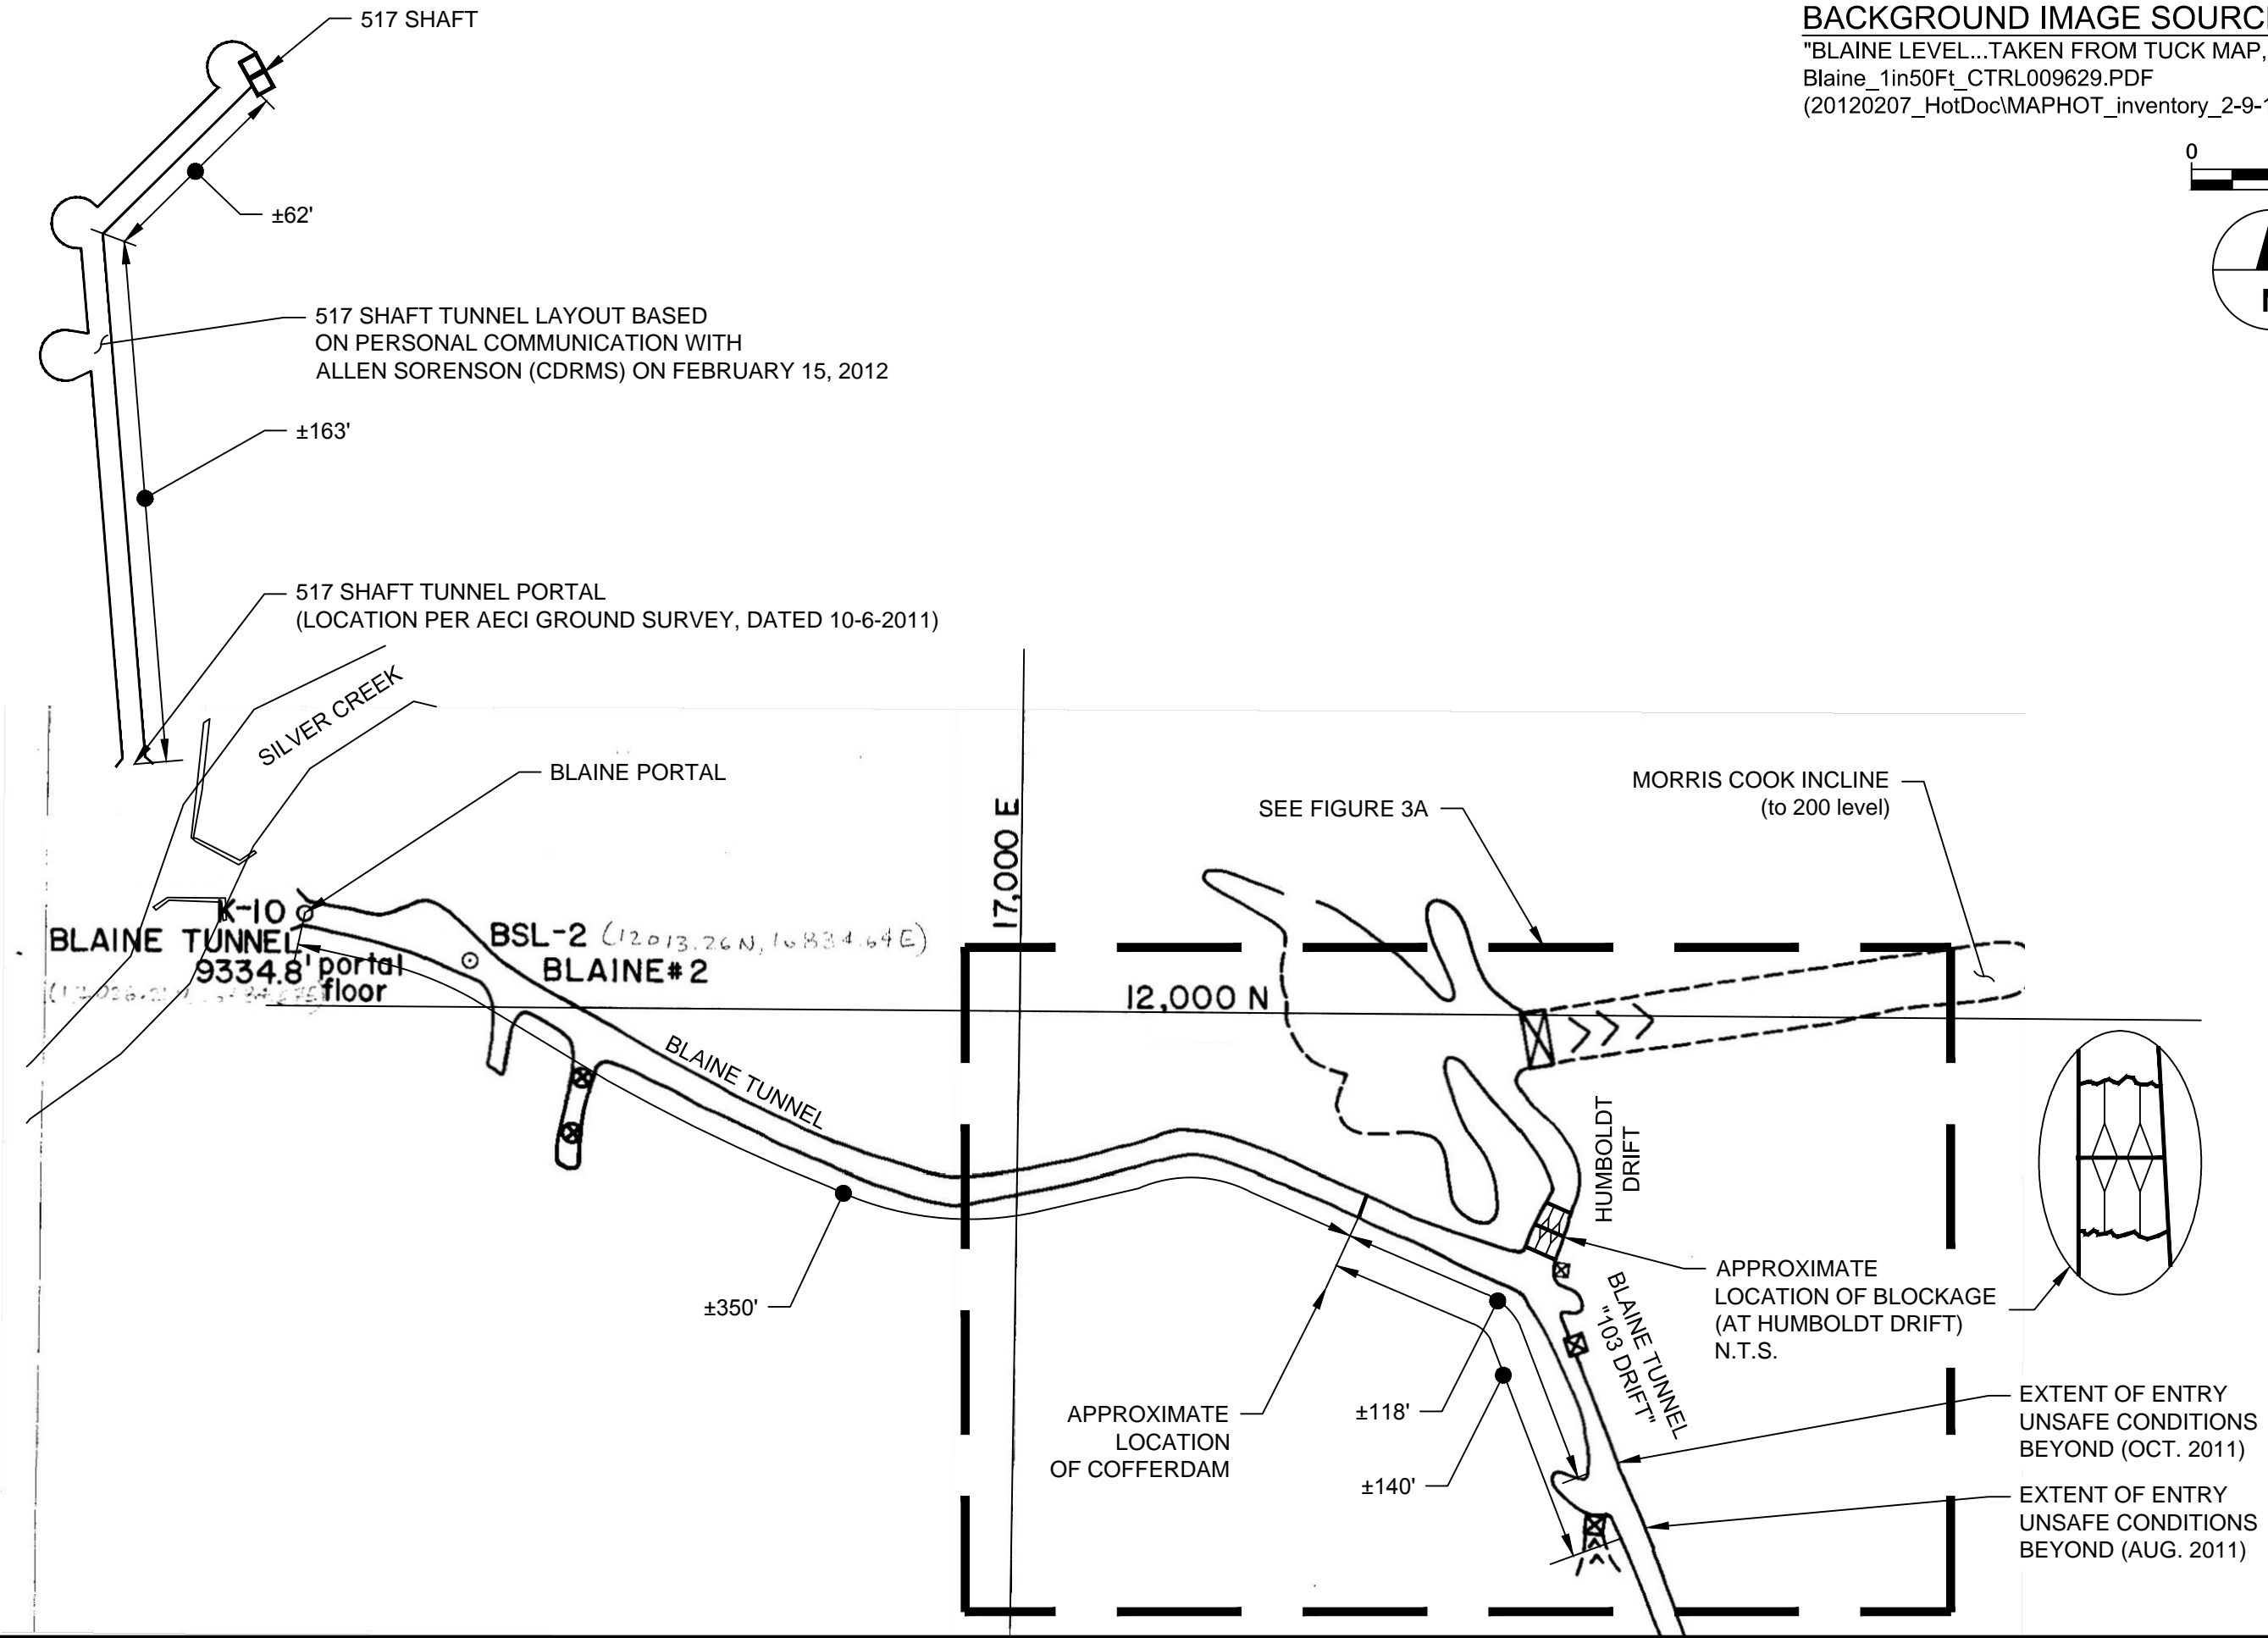 517 SHAFT
BACKGROUND IMAGE SOURC
"BLAINE LEVEL...TAKEN FROM TUCK MAP,
Blaine_1in50Ft_CTRL009629.PDF
(20120207_HotDoc\MAPHOT_inventory_2-9-1
0
±62'
517 SHAFT TUNNEL LAYOUT BASED
ON PERSONAL COMMUNICATION WITH
ALLEN SORENSON (CDRMS) ON FEBRUARY 15, 2012
±163'
517 SHAFT TUNNEL PORTAL
(LOCATION PER AECI GROUND SURVEY, DATED 10-6-2011)
SILVER CREEK
BLAINE PORTAL
17,000 E
SEE FIGURE 3A
MORRIS COOK INCLINE
(to 200 level)
K-10
BLAINE TUNNEL
9334.8' portal
floor
BSL-2 (12013.26N, 16834.64E)
BLAINE#2
12,000 N
BLAINE TUNNEL
HUMBOLDT
DRIFT
±350'
APPROXIMATE
LOCATION OF BLOCKAGE
(AT HUMBOLDT DRIFT)
N.T.S.
BLAINE TUNNEL
"103 DRIFT"
APPROXIMATE
LOCATION
OF COFFERDAM
±118'
±140'
EXTENT OF ENTRY
UNSAFE CONDITIONS
BEYOND (OCT. 2011)
EXTENT OF ENTRY
UNSAFE CONDITIONS
BEYOND (AUG. 2011)